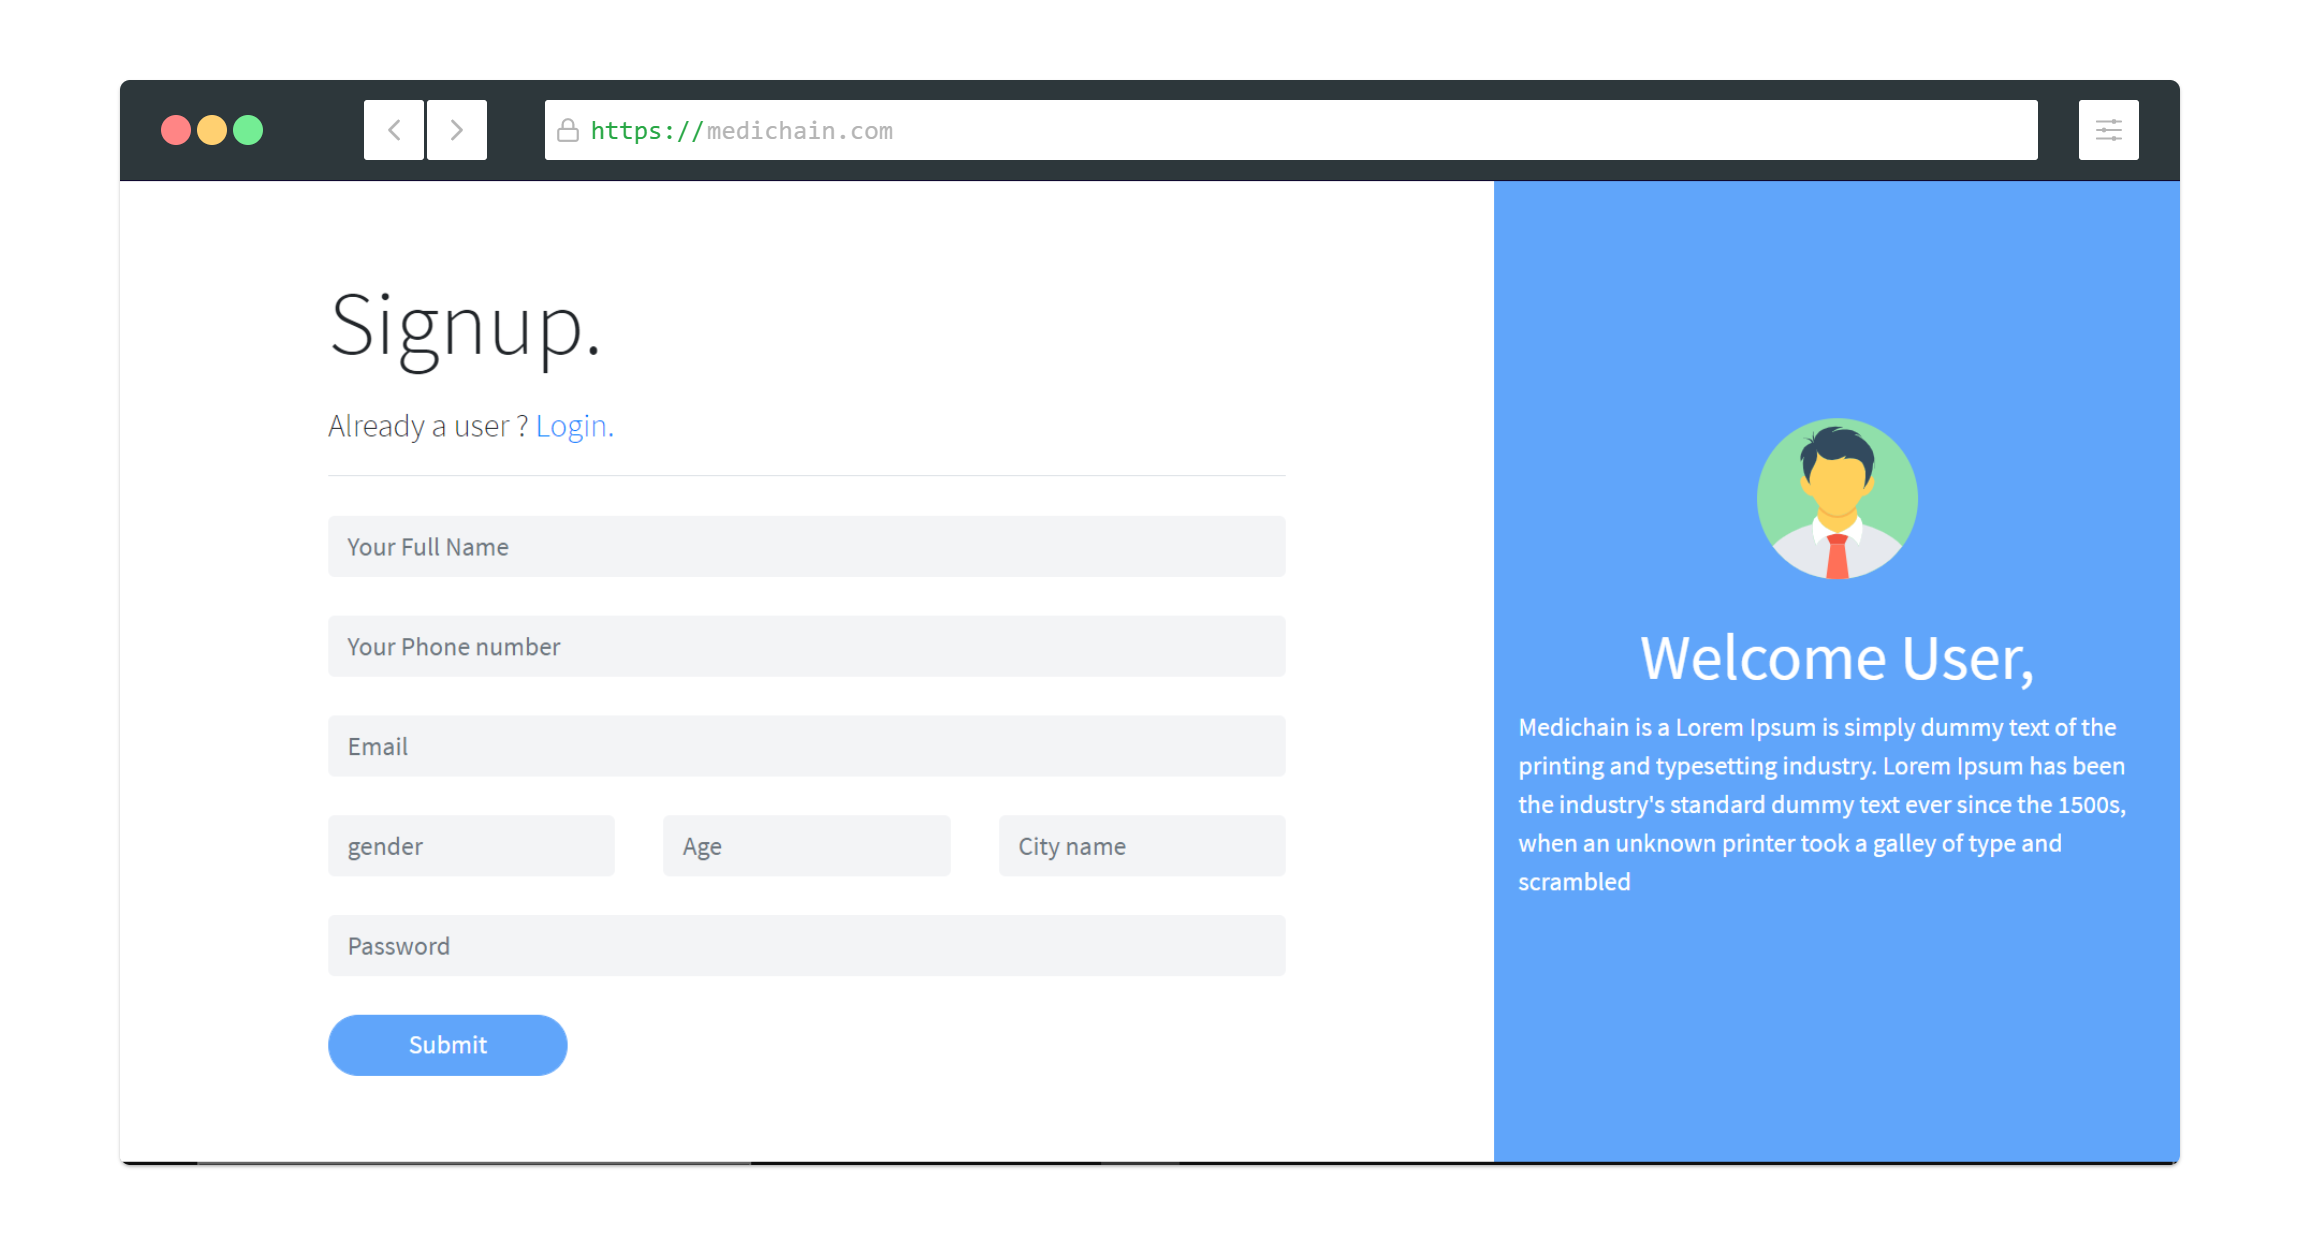 https://medichain.com
Signup.
Already a user ? Login.
Your Full Name
Your Phone number
Email
gender
Age
City name
Password
Submit
Welcome User,
Medichain is a Lorem Ipsum is simply dummy text of the
printing and typesetting industry. Lorem Ipsum has been
the industry's standard dummy text ever since the 1500s,
when an unknown printer took a galley of type and
scrambled